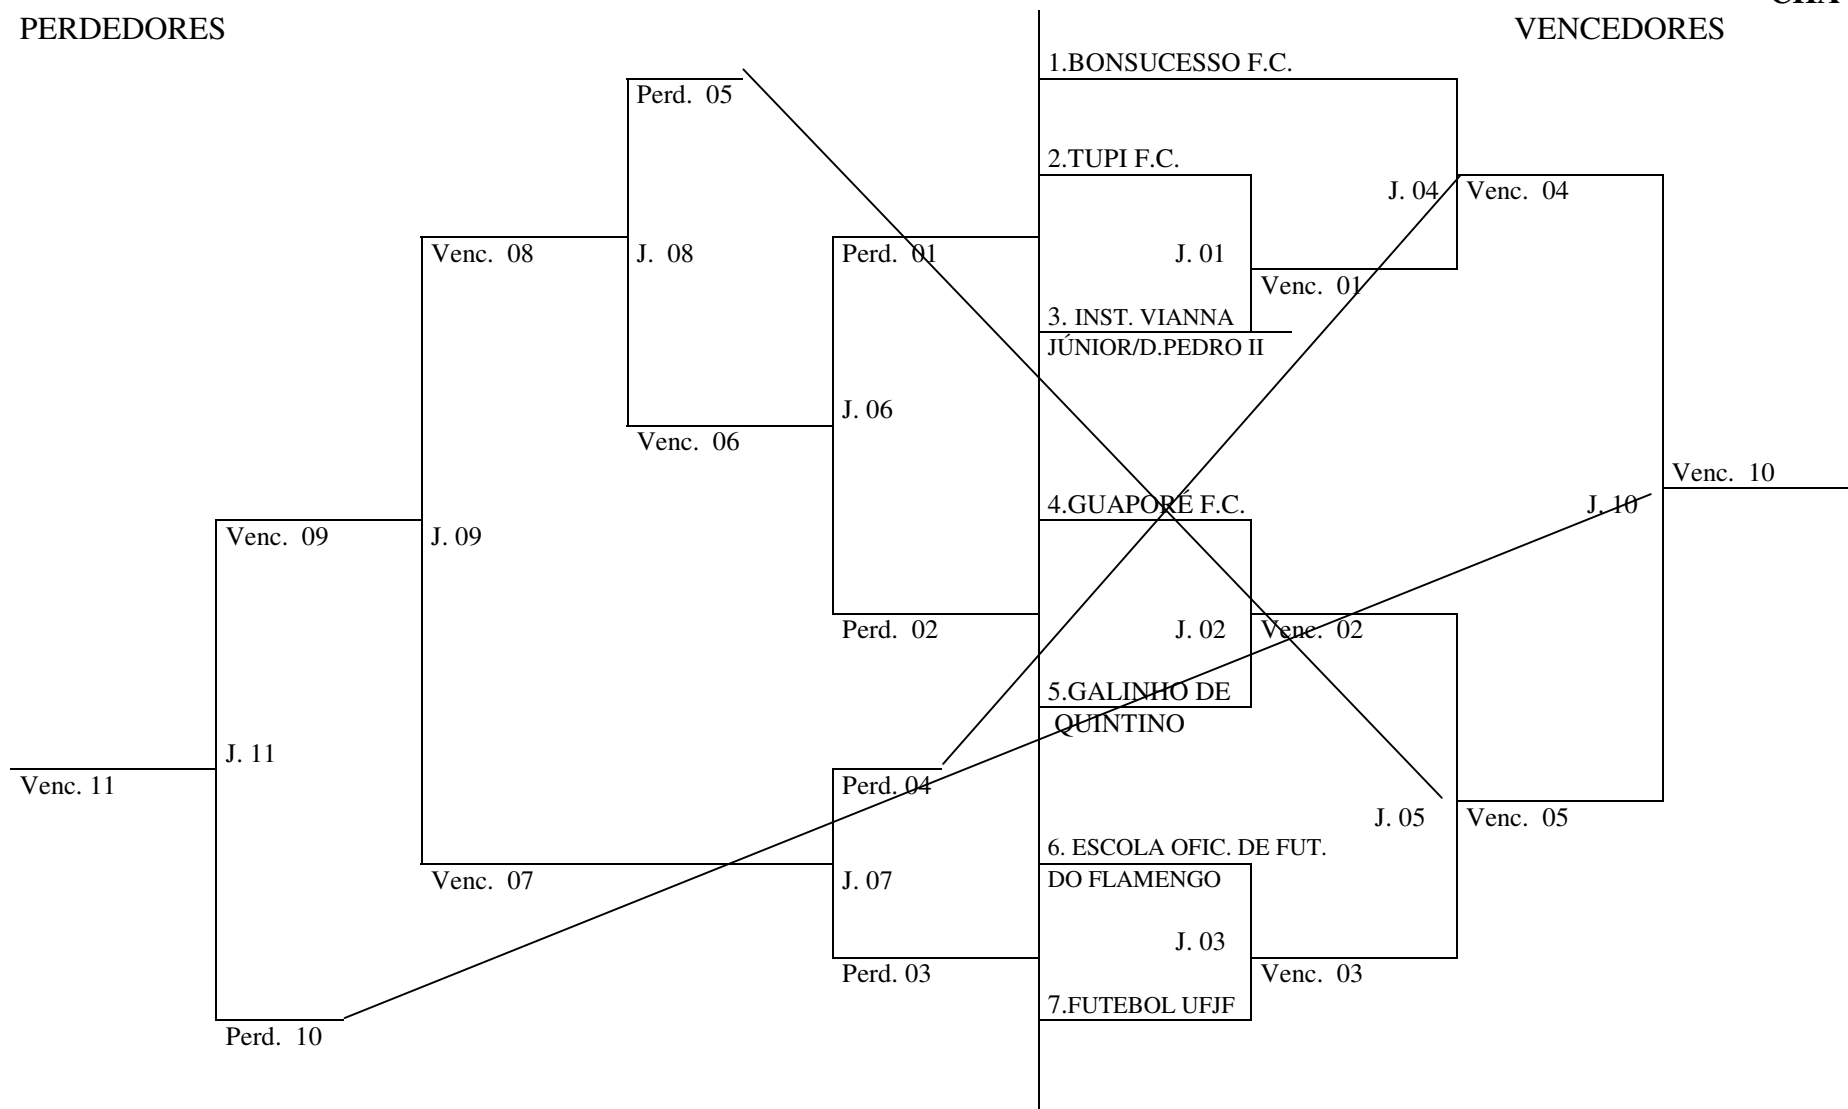 CHA
PERDEDORES
VENCEDORES
1.BONSUCESSO F.C.
Perd. 05
2.TUPI F.C.
J. 04
Venc. 04
Venc. 08
J. 08
Perd. 01
J. 01
Venc. 01
3. INST. VIANNA
JÚNIOR/D.PEDRO II
J. 06
Venc. 06
Venc. 10
4.GUAPORÉ F.C.
J. 10
Venc. 09
J. 09
Perd. 02
J. 02
Venc. 02
5.GALINHO DE
QUINTINO
J. 11
Venc. 11
Perd. 04
J. 05
Venc. 05
6. ESCOLA OFIC. DE FUT.
DO FLAMENGO
Venc. 07
J. 07
J. 03
Perd. 03
Venc. 03
7.FUTEBOL UFJF
Perd. 10